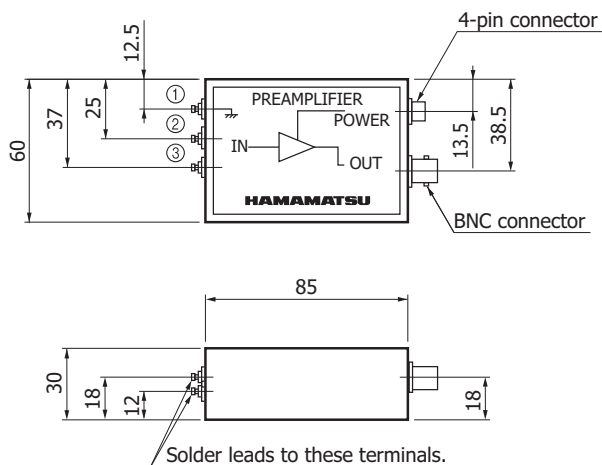 4-pin connector
12.5
①
②
③
25
37
60
PREAMPLIFIER
POWER
IN
OUT
HAMAMATSU
13.5
38.5
BNC connector
85
30
18
12
18
Solder leads to these terminals.